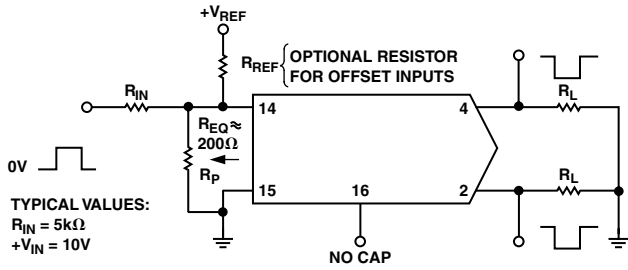 +VREF
RREF
OPTIONAL RESISTOR
FOR OFFSET INPUTS
RIN
14
4
RL
REQ≈
200Ω
0V
RP
15
16
2
RL
TYPICAL VALUES:
RIN = 5kΩ
+VIN = 10V
NO CAP